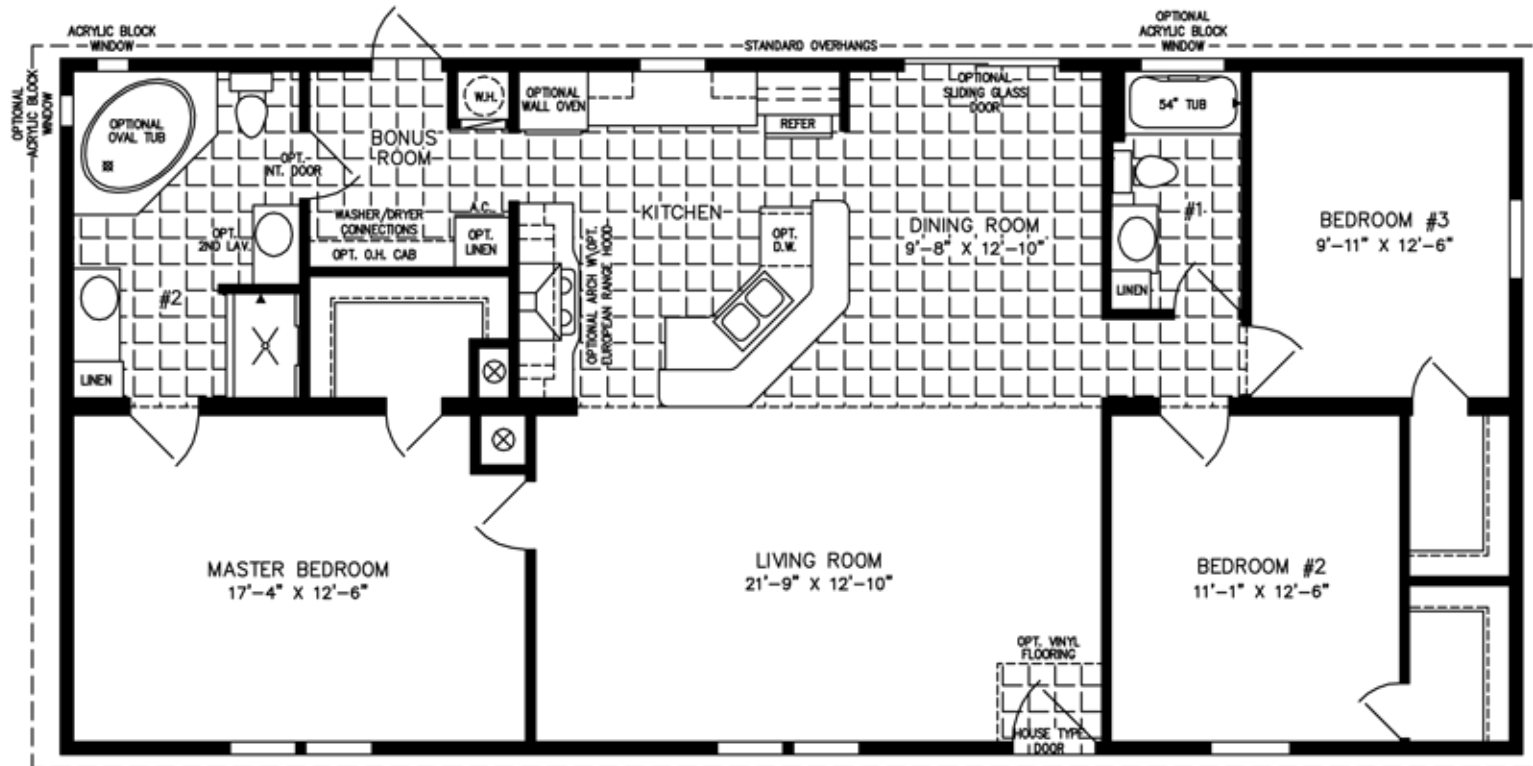 ACRYLIC BLOCK
WINDOW
OPTIONAL
ACRYLIC BLOCK
WINDOW
STANDARD OVERHANGS
OPTIONAL
ACRYLIC BLOCK
WINDOW
OPTIONAL
OVAL TUB
OPT.
INT. DOOR
BONUS
ROOM
W.H.
OPTIONAL
WALL OVEN
REFER
OPTIONAL
SLIDING GLASS
DOOR
54" TUB
OPT.
2ND LAV.
WASHER/DRYER
CONNECTIONS
OPT. O.H. CAB
A.C.
OPT.
LINEN
KITCHEN
OPT.
D.W.
OPTIONAL ARCH W\OPT.
EUROPEAN RANGE HOOD
DINING ROOM
9'-8" X 12'-10"
#1
LINEN
BEDROOM #3
9'-11" X 12'-6"
#2
LINEN
MASTER BEDROOM
17'-4" X 12'-6"
LIVING ROOM
21'-9" X 12'-10"
BEDROOM #2
11'-1" X 12'-6"
OPT. VINYL
FLOORING
HOUSE TYPE
DOOR